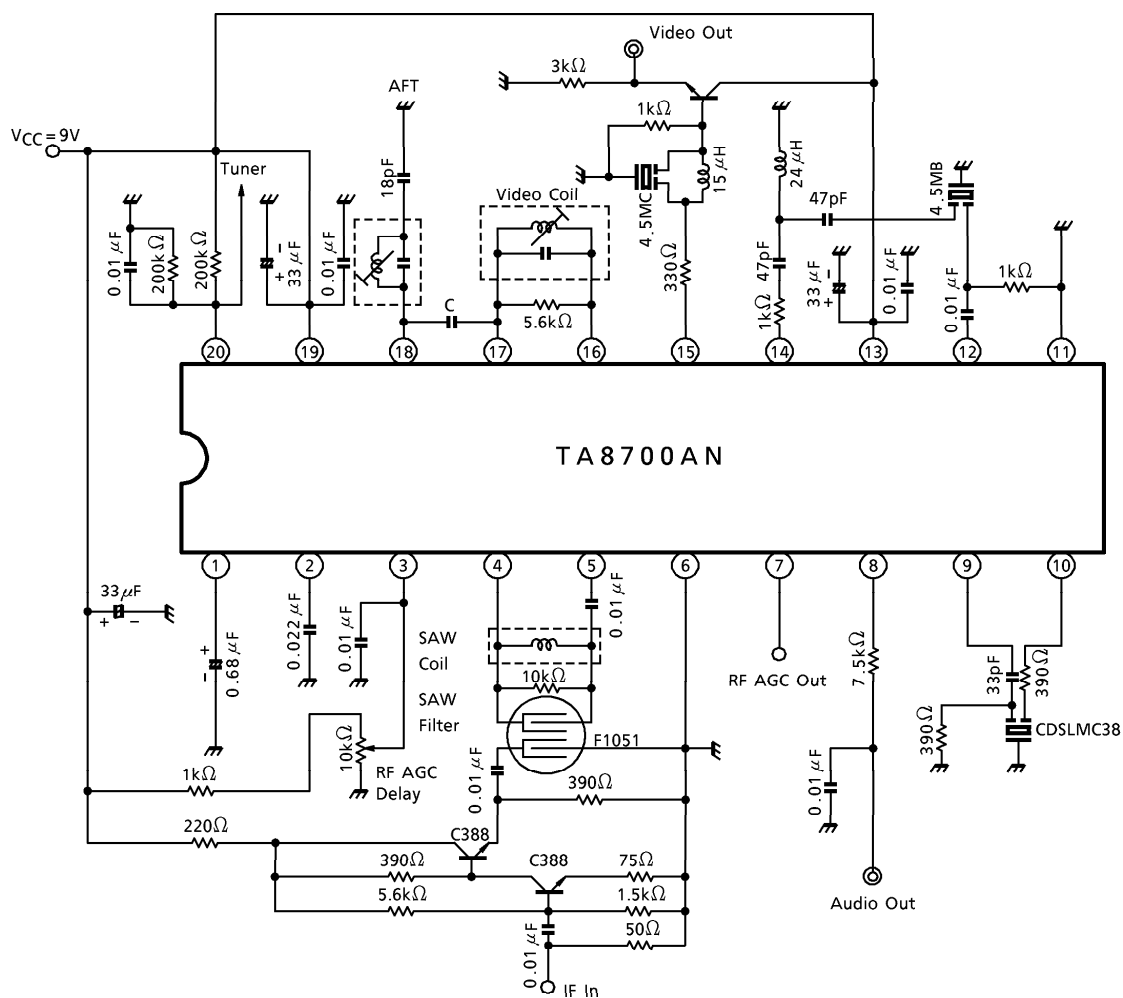 Video Out
3kΩ
AFT
VCC=9V
1kΩ
Tuner
18pF
Video Coil
4.5MC
15μH
24μH
47pF
4.5MB
0.01μF
200kΩ
200kΩ
33μF
0.01μF
C
5.6kΩ
330Ω
47pF
1kΩ
33μF
0.01μF
0.01μF
1kΩ
20
19
18
17
16
15
14
13
12
11
TA8700AN
1
2
3
4
5
6
7
8
9
10
33μF
0.68μF
0.022μF
0.01μF
SAW
Coil
0.01μF
10kΩ
SAW
Filter
F1051
RF AGC Out
7.5kΩ
33pF
390Ω
390Ω
CDSLMC38
10kΩ
RF AGC
Delay
1kΩ
0.01μF
390Ω
0.01μF
220Ω
C388
390Ω
C388
75Ω
5.6kΩ
1.5kΩ
50Ω
0.01μF
IF In
Audio Out